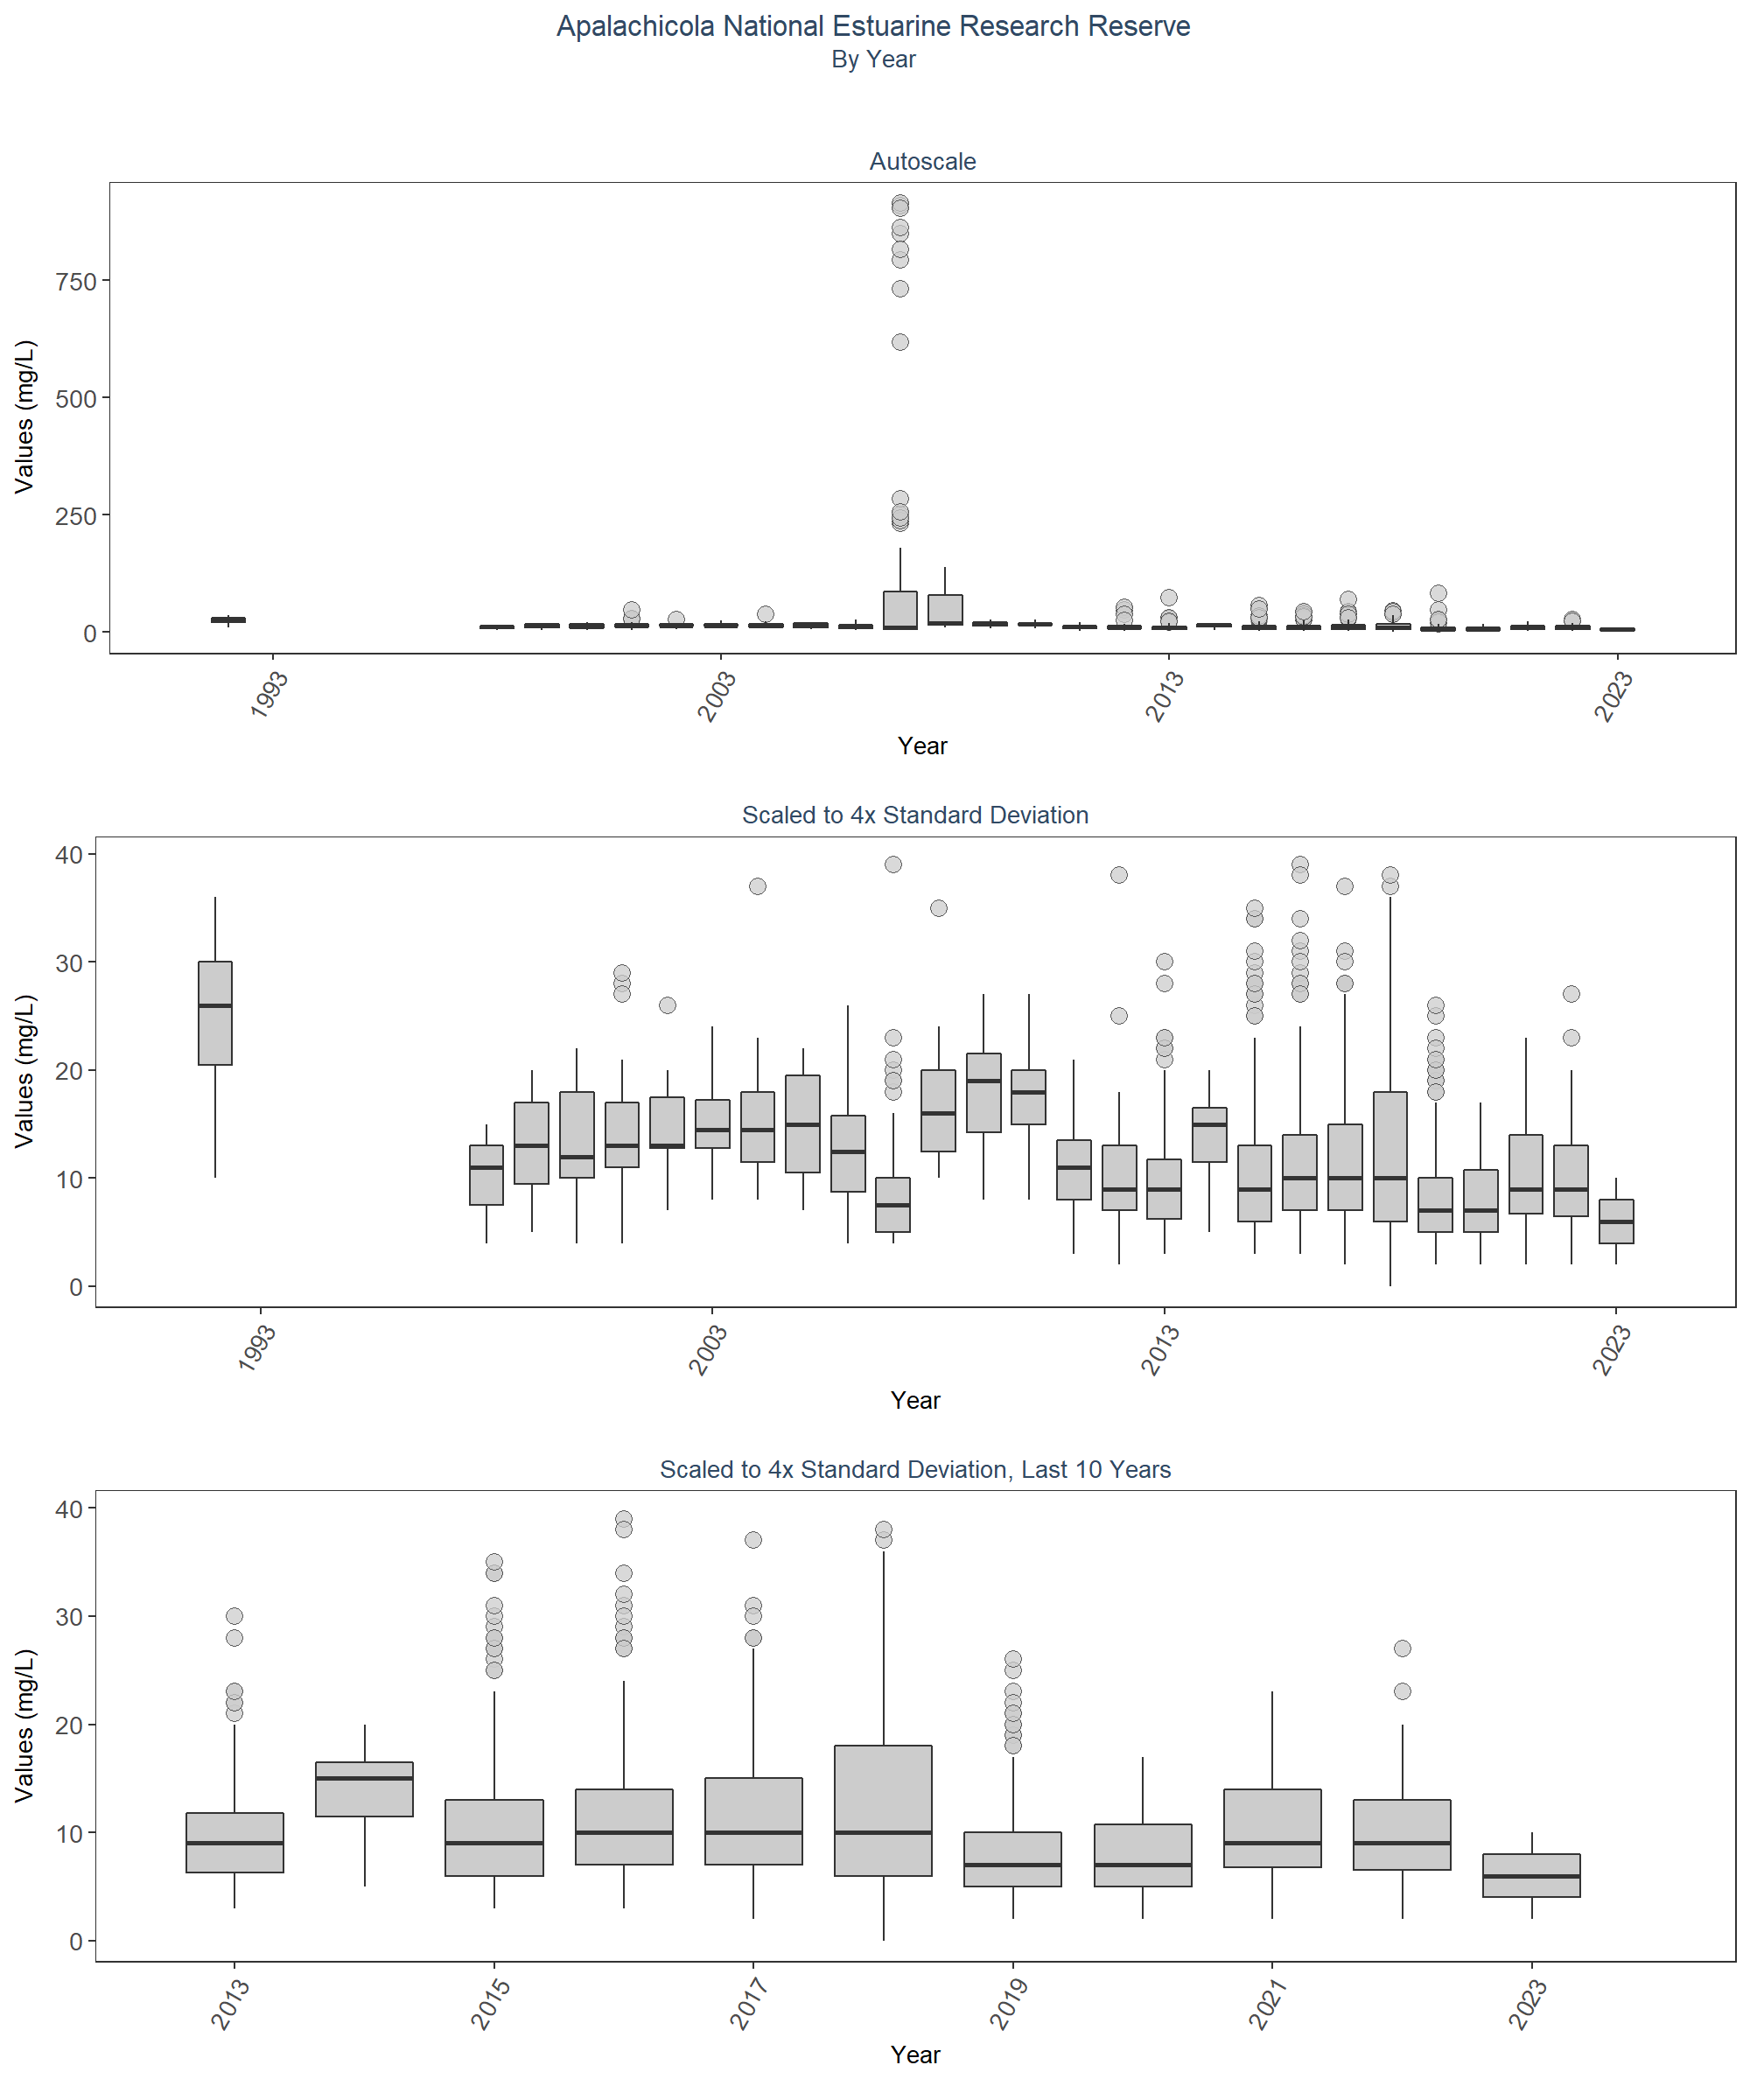 Apalachicola National Estuarine Research Reserve
By Year
Autoscale
Values (mg/L)
750
500
250
0
1993
2003
2013
2023
Year
Scaled to 4x Standard Deviation
Values (mg/L)
40
30
20
10
0
1993
2003
2013
2023
Year
Scaled to 4x Standard Deviation, Last 10 Years
Values (mg/L)
40
30
20
10
0
2013
2015
2017
2019
2021
2023
Year